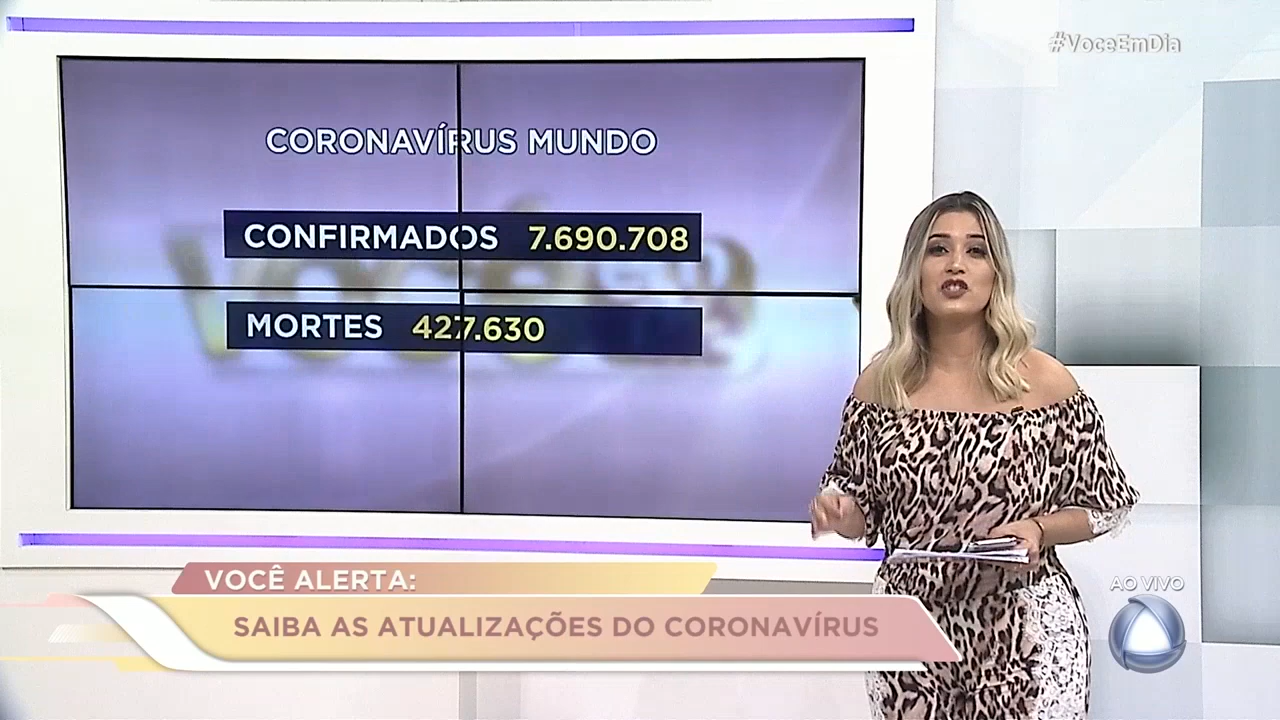 #VoceEmDia
CORONAVÍRUS MUNDO
CONFIRMADOS 7.690.708
MORTES 427.630
VOCÊ ALERTA:
SAIBA AS ATUALIZAÇÕES DO CORONAVÍRUS
AO VIVO